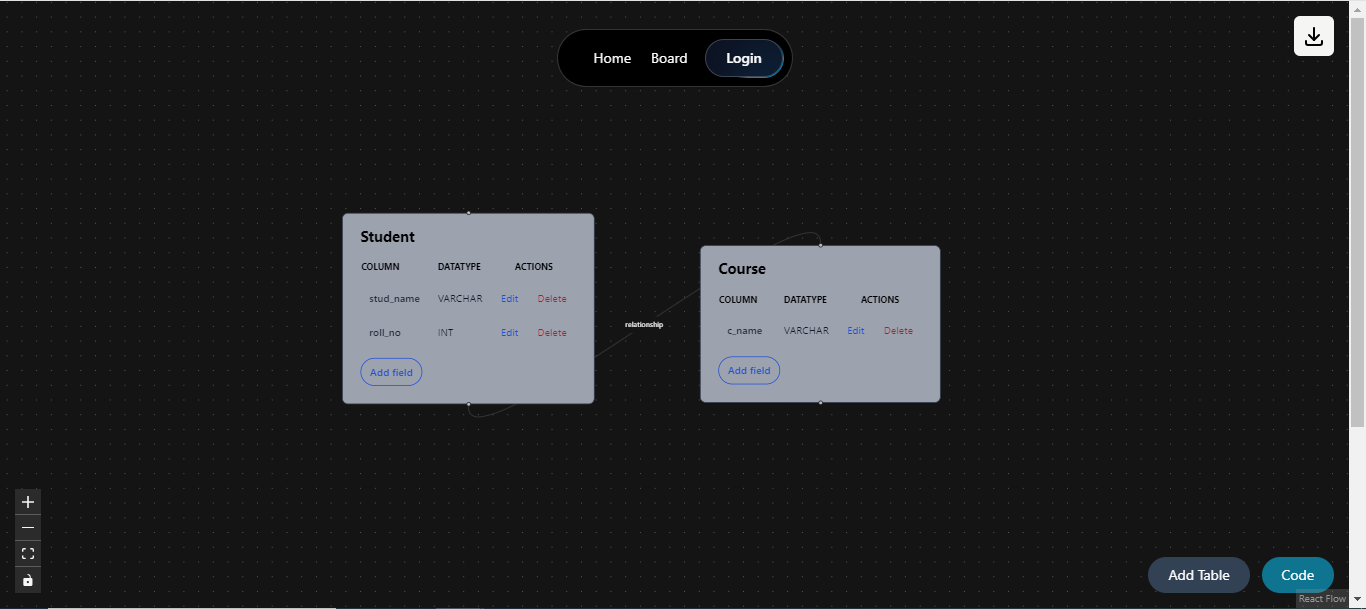 Home Board Login
Student
COLUMN DATATYPE ACTIONS
stud_name VARCHAR Edit Delete
roll_no INT Edit Delete
Add field
relationship
Course
COLUMN DATATYPE ACTIONS
c_name VARCHAR Edit Delete
Add field
Add Table Code
React Flow